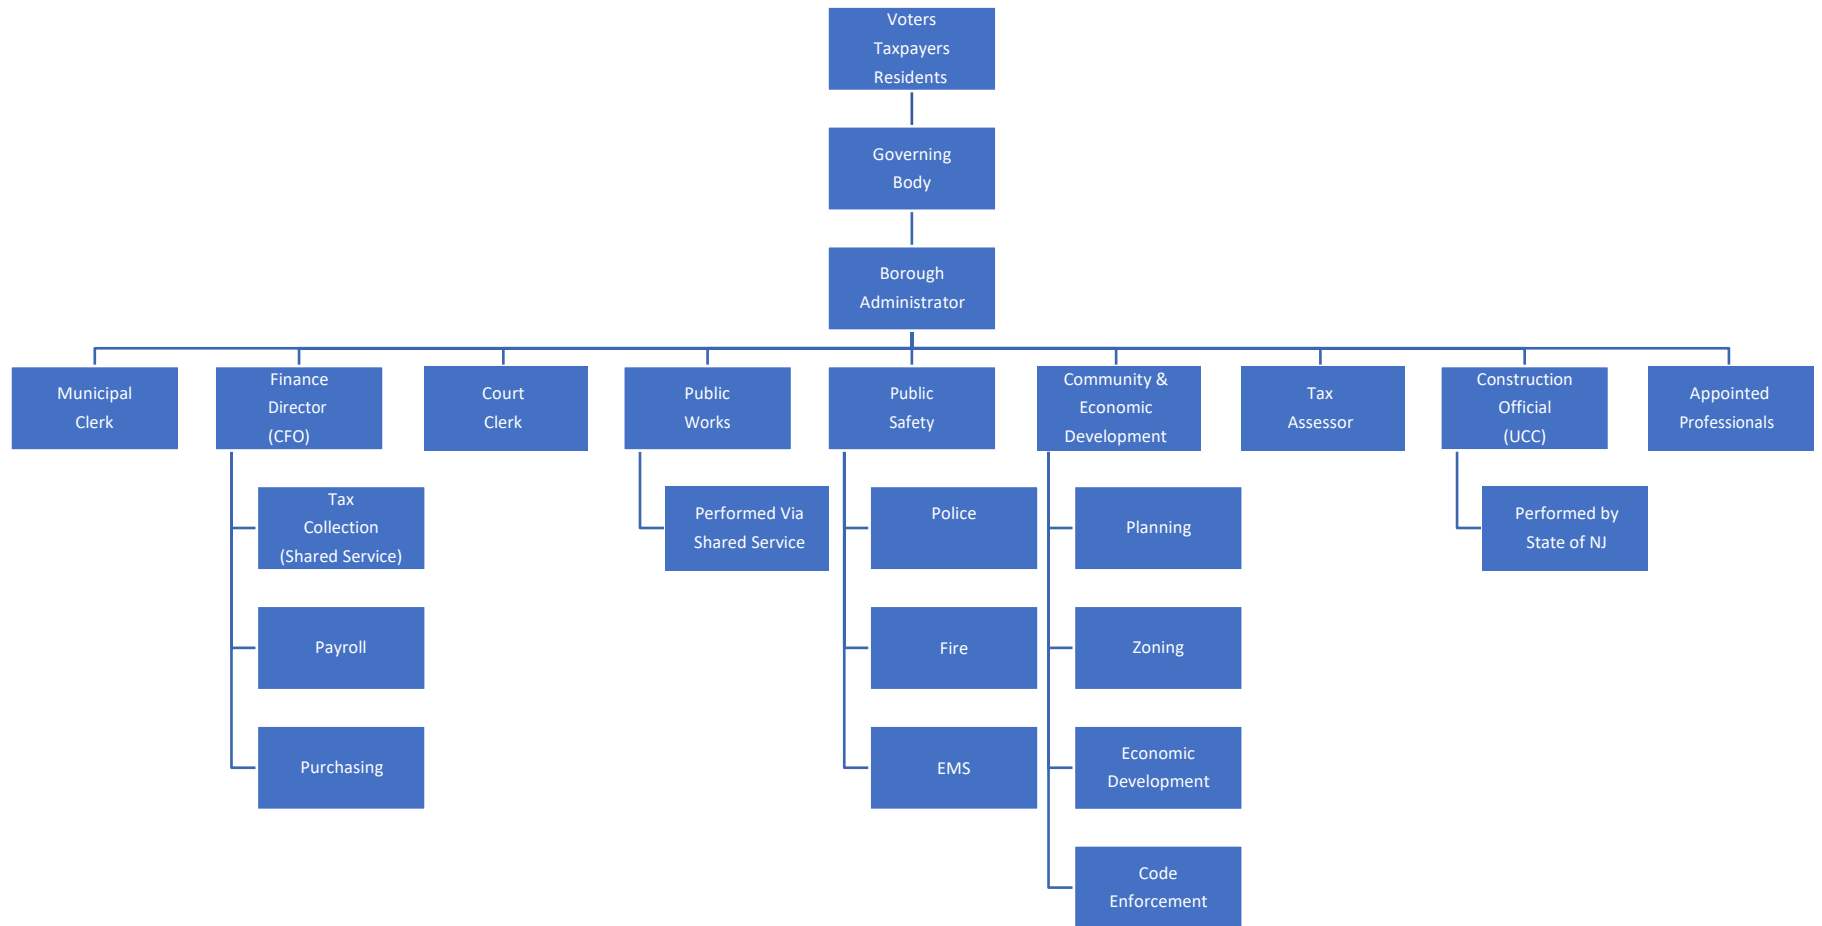 Voters
Taxpayers
Residents
Governing
Body
Borough
Administrator
Municipal
Clerk
Finance
Director
(CFO)
Court
Clerk
Public
Works
Public
Safety
Community &
Economic
Development
Tax
Assessor
Construction
Official
(UCC)
Appointed
Professionals
Tax
Collection
(Shared Service)
Performed Via
Shared Service
Police
Planning
Performed by
State of NJ
Payroll
Fire
Zoning
Purchasing
EMS
Economic
Development
Code
Enforcement